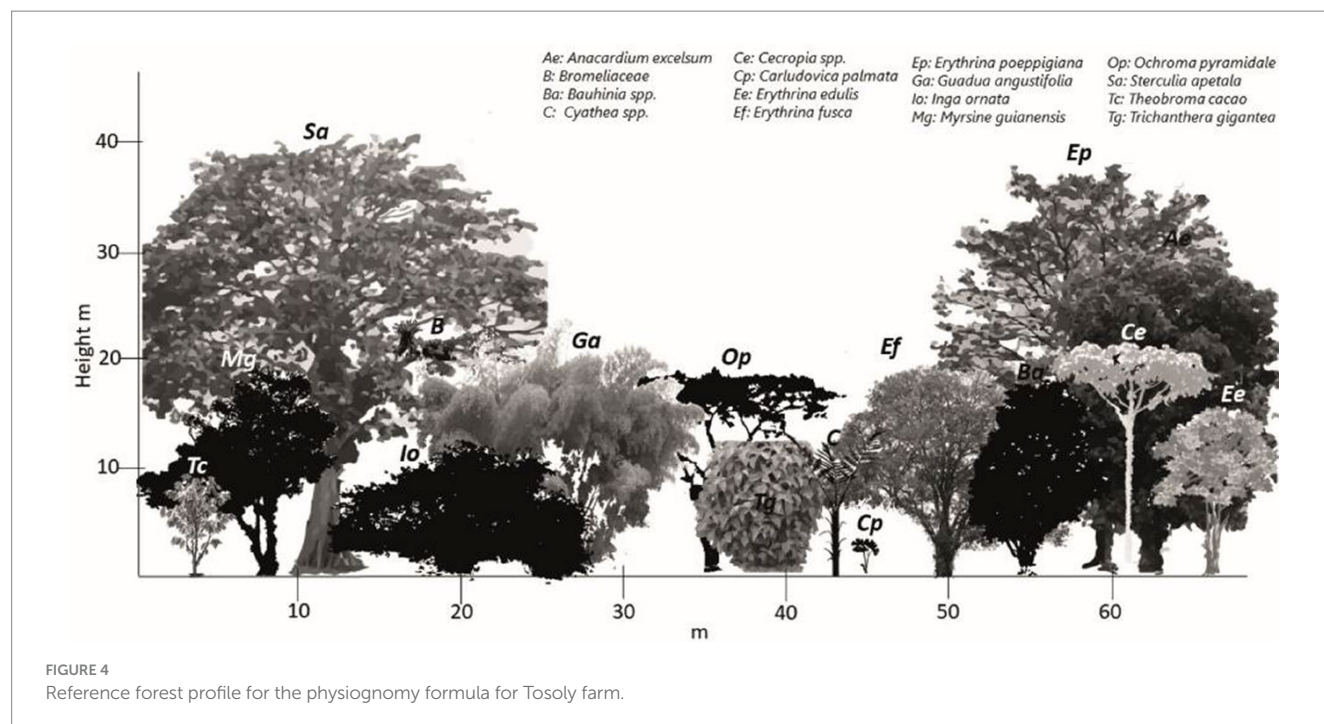 Ae: Anacardium excelsum
B: Bromeliaceae
Ba: Bauhinia spp.
C: Cyathea spp.
Ce: Cecropia spp.
Cp: Carludovica palmata
Ee: Erythrina edulis
Ef: Erythrina fusca
Ep: Erythrina poeppigiana
Ga: Guadua angustifolia
Io: Inga ornata
Mg: Myrsine guianensis
Op: Ochroma pyramidale
Sa: Sterculia apetala
Tc: Theobroma cacao
Tg: Trichanthera gigantea
Height m
40
30
20
10
Sa
Ep
Ae
B
Ga
Ce
Mg
Op
Ef
Ba
Ee
Io
Tc
C
Tg
Cp
10
20
30
40
50
60
m
FIGURE 4
Reference forest profile for the physiognomy formula for Tosoly farm.